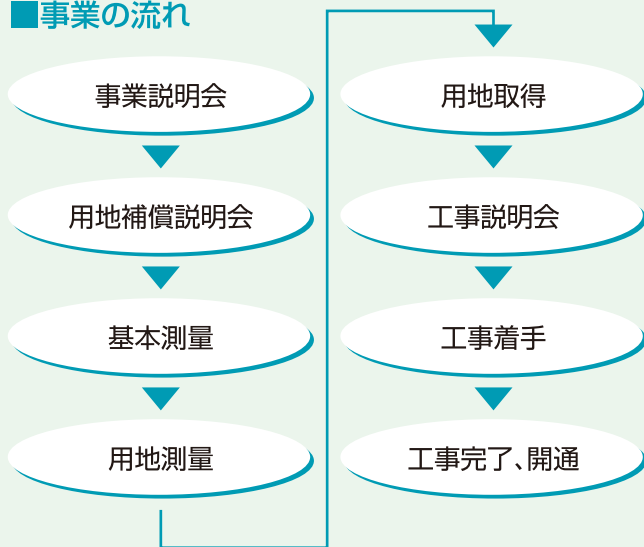 ■事業の流れ
事業説明会
用地補償説明会
基本測量
用地測量
用地取得
工事説明会
工事着手
工事完了、開通